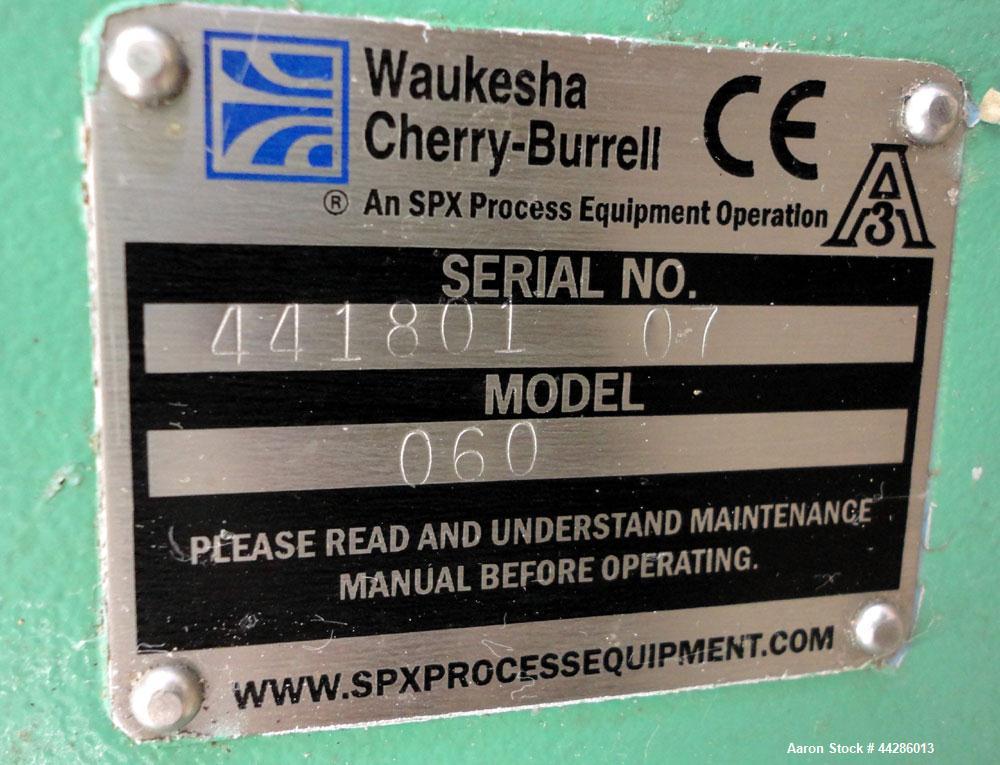 Waukesha
Cherry-Burrell
CE
® An SPX Process Equipment Operation
3A
SERIAL NO.
441801 07
MODEL
060
PLEASE READ AND UNDERSTAND MAINTENANCE
MANUAL BEFORE OPERATING.
WWW.SPXPROCESSEQUIPMENT.COM
Aaron Stock # 44286013